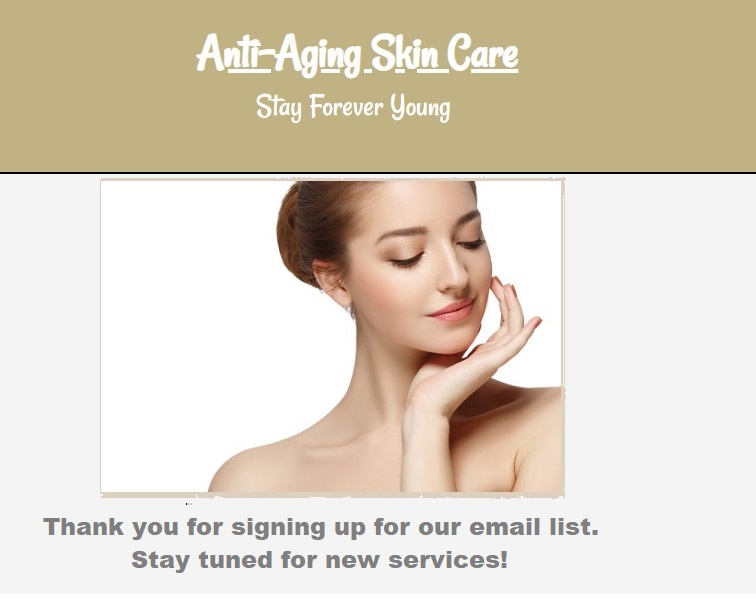 Anti-Aging Skin Care
Stay Forever Young
Thank you for signing up for our email list.
Stay tuned for new services!